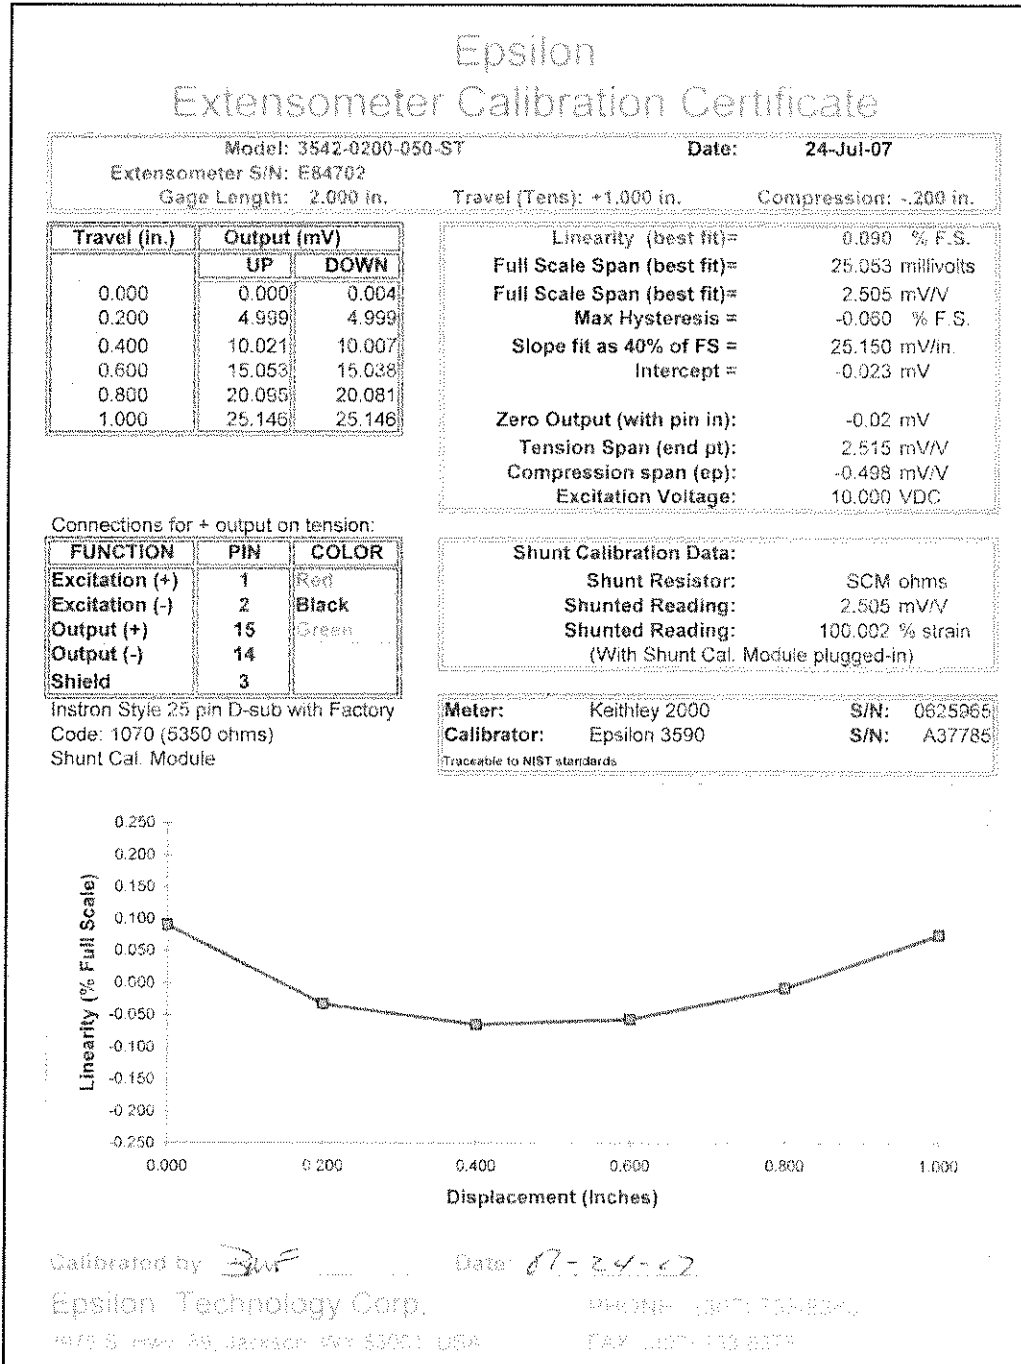 Epsilon
Extensometer Calibration Certificate
Model: 3542-0200-050-ST Date: 24-Jul-07
Extensometer S/N: E84702
Gage Length: 2.000 in. Travel (Tens): +1.000 in. Compression: -.200 in.
Travel (in.) Output (mV)
UP DOWN
0.000 0.000 0.004
0.200 4.999 4.999
0.400 10.021 10.007
0.600 15.053 15.038
0.800 20.095 20.081
1.000 25.146 25.146
Linearity (best fit)= 0.090 % F.S.
Full Scale Span (best fit)= 25.053 millivolts
Full Scale Span (best fit)= 2.505 mV/V
Max Hysteresis = -0.060 % F.S.
Slope fit as 40% of FS = 25.150 mV/in.
Intercept = -0.023 mV
Zero Output (with pin in): -0.02 mV
Tension Span (end pt): 2.515 mV/V
Compression span (ep): -0.498 mV/V
Excitation Voltage: 10.000 VDC
Connections for + output on tension:
FUNCTION PIN COLOR
Excitation (+) 1 Red
Excitation (-) 2 Black
Output (+) 15 Green
Output (-) 14
Shield 3
Instron Style 25 pin D-sub with Factory
Code: 1070 (5350 ohms)
Shunt Cal. Module
Shunt Calibration Data:
Shunt Resistor: SCM ohms
Shunted Reading: 2.505 mV/V
Shunted Reading: 100.002 % strain
(With Shunt Cal. Module plugged-in)
Meter: Keithley 2000 S/N: 0625965
Calibrator: Epsilon 3590 S/N: A37785
Traceable to NIST standards
Linearity (% Full Scale)
0.250
0.200
0.150
0.100
0.050
0.000
-0.050
-0.100
-0.150
-0.200
-0.250
0.000 0.200 0.400 0.600 0.800 1.000
Displacement (Inches)
Calibrated by Date: 07-24-07
Epsilon Technology Corp. PHONE
Jackson, WY USA FAX